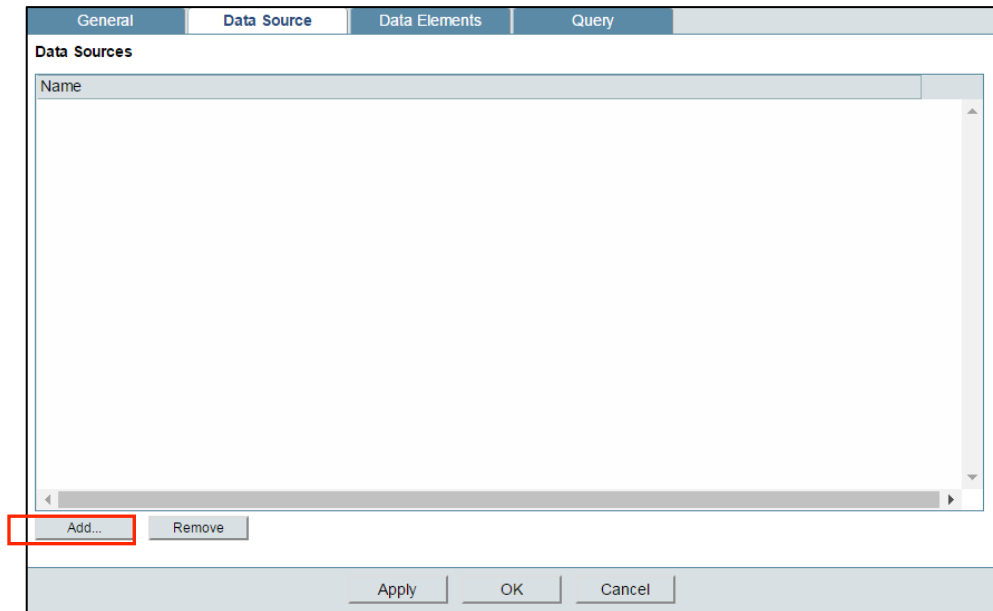 General Data Source Data Elements Query
Data Sources
Name
Add... Remove
Apply OK Cancel